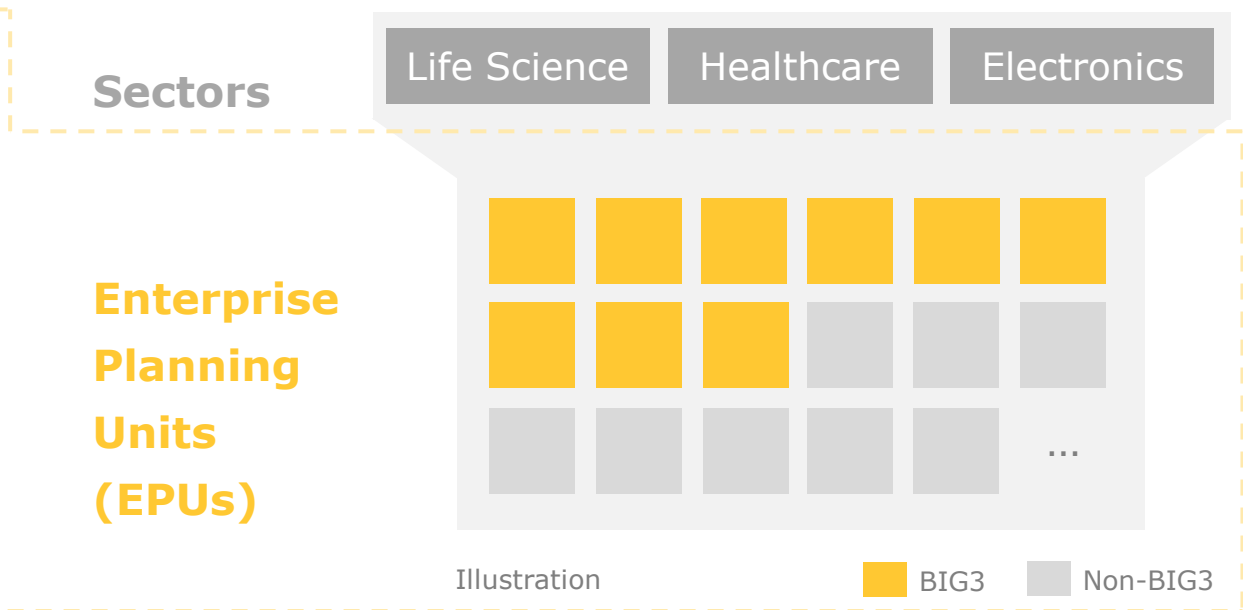 Sectors
Life Science
Healthcare
Electronics
Enterprise
Planning
Units
(EPUs)
...
Illustration
BIG3
Non-BIG3